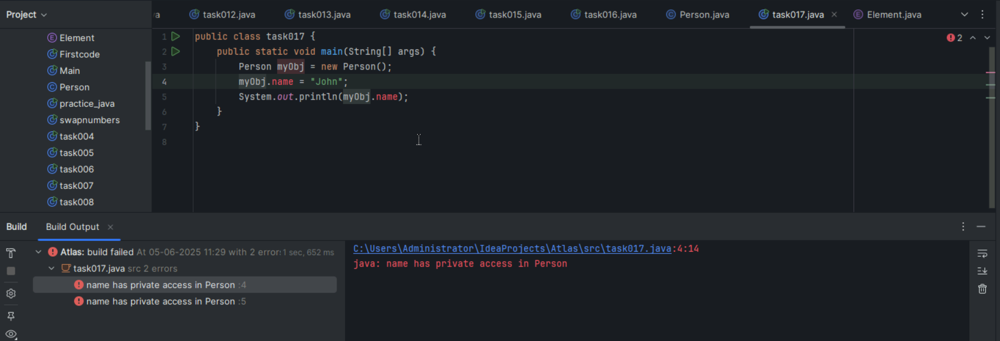 Project
va task012.java task013.java task014.java task015.java task016.java Person.java task017.java Element.java
Element
Firstcode
Main
Person
practice_java
swapnumbers
task004
task005
task006
task007
task008
1 public class task017 {
2 public static void main(String[] args) {
3 Person myObj = new Person();
4 myObj.name = "John";
5 System.out.println(myObj.name);
6 }
7 }
8
2
Build Build Output
Atlas: build failed At 05-06-2025 11:29 with 2 error: 1 sec, 652 ms
task017.java src 2 errors
name has private access in Person :4
name has private access in Person :5
C:\Users\Administrator\IdeaProjects\Atlas\src\task017.java:4:14
java: name has private access in Person